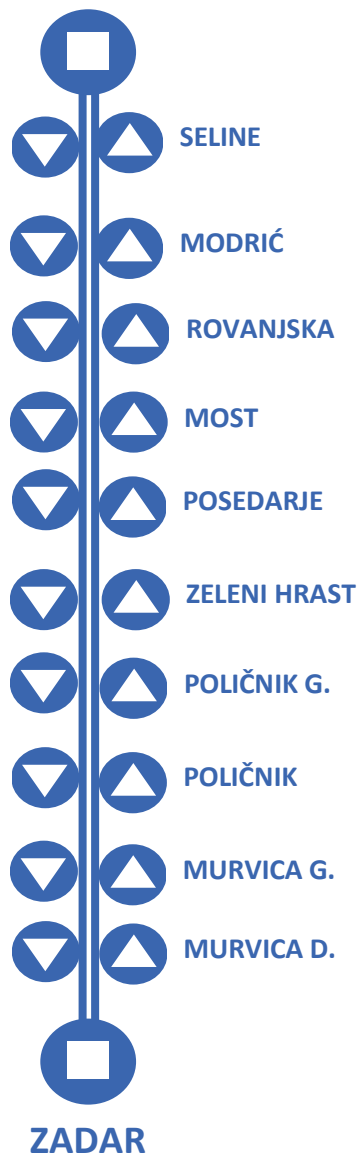 SELINE
MODRIĆ
ROVANJSKA
MOST
POSEDARJE
ZELENI HRAST
POLIČNIK G.
POLIČNIK
MURVICA G.
MURVICA D.
ZADAR